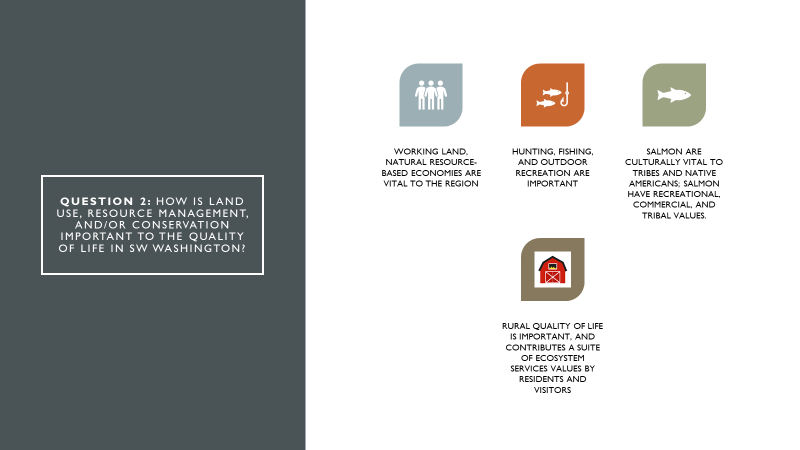 QUESTION 2: HOW IS LAND
USE, RESOURCE MANAGEMENT,
AND/OR CONSERVATION
IMPORTANT TO THE QUALITY
OF LIFE IN SW WASHINGTON?
WORKING LAND,
NATURAL RESOURCE-
BASED ECONOMIES ARE
VITAL TO THE REGION
HUNTING, FISHING,
AND OUTDOOR
RECREATION ARE
IMPORTANT
SALMON ARE
CULTURALLY VITAL TO
TRIBES AND NATIVE
AMERICANS; SALMON
HAVE RECREATIONAL,
COMMERCIAL, AND
TRIBAL VALUES.
RURAL QUALITY OF LIFE
IS IMPORTANT, AND
CONTRIBUTES A SUITE
OF ECOSYSTEM
SERVICES VALUES BY
RESIDENTS AND
VISITORS